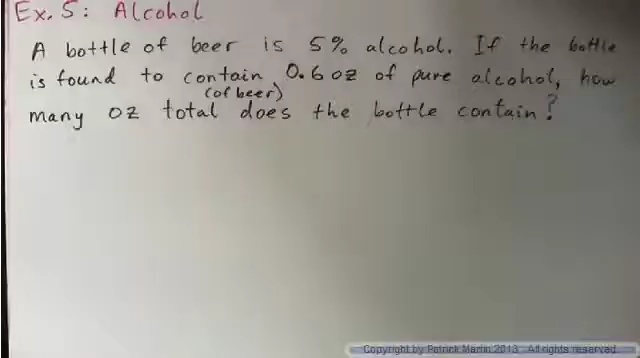 Ex. 5: Alcohol
A bottle of beer is 5% alcohol. If the bottle
is found to contain 0.6 oz of pure alcohol, how
(of beer)
many oz total does the bottle contain?
Copyright by Patrick Martin 2013 All rights reserved